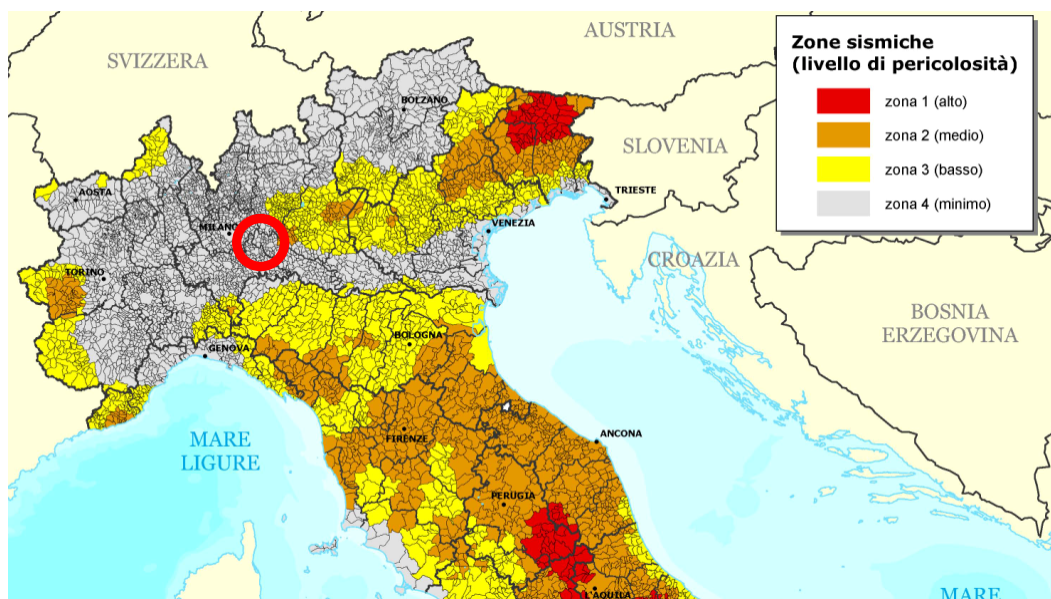 AUSTRIA
SVIZZERA
Zone sismiche
(livello di pericolosità)
zona 1 (alto)
zona 2 (medio)
zona 3 (basso)
zona 4 (minimo)
BOLZANO
SLOVENIA
AOSTA
TRIESTE
MILANO
VENEZIA
CROAZIA
TORINO
BOSNIA
ERZEGOVINA
BOLOGNA
GENOVA
MARE
LIGURE
FIRENZE
ANCONA
PERUGIA
L'AQUILA
MARE